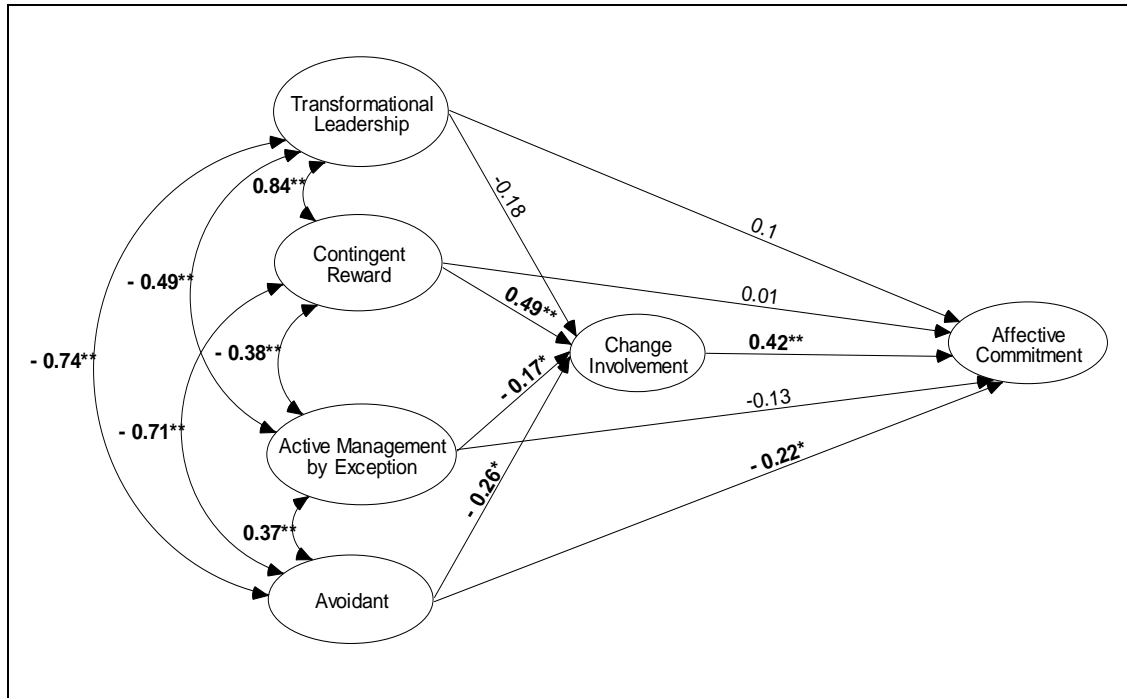 Transformational
Leadership
0.84**
-0.18
0.1
Contingent
Reward
- 0.49**
0.49**
0.01
- 0.38**
Change
Involvement
0.42**
Affective
Commitment
- 0.74**
- 0.17*
-0.13
- 0.71**
Active Management
by Exception
- 0.26*
- 0.22*
0.37**
Avoidant